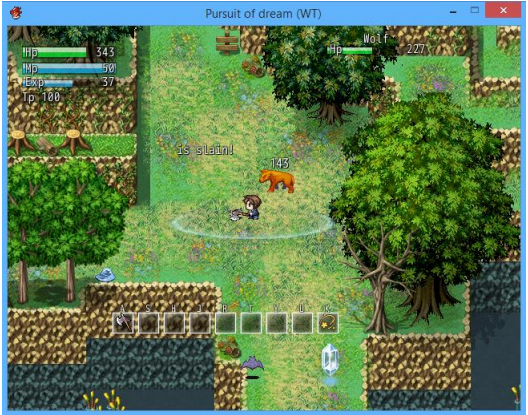 Pursuit of dream (WT)
Hp 343
Mp 50
Exp 37
Tp 100
Wolf
Hp 227
is slain!
143